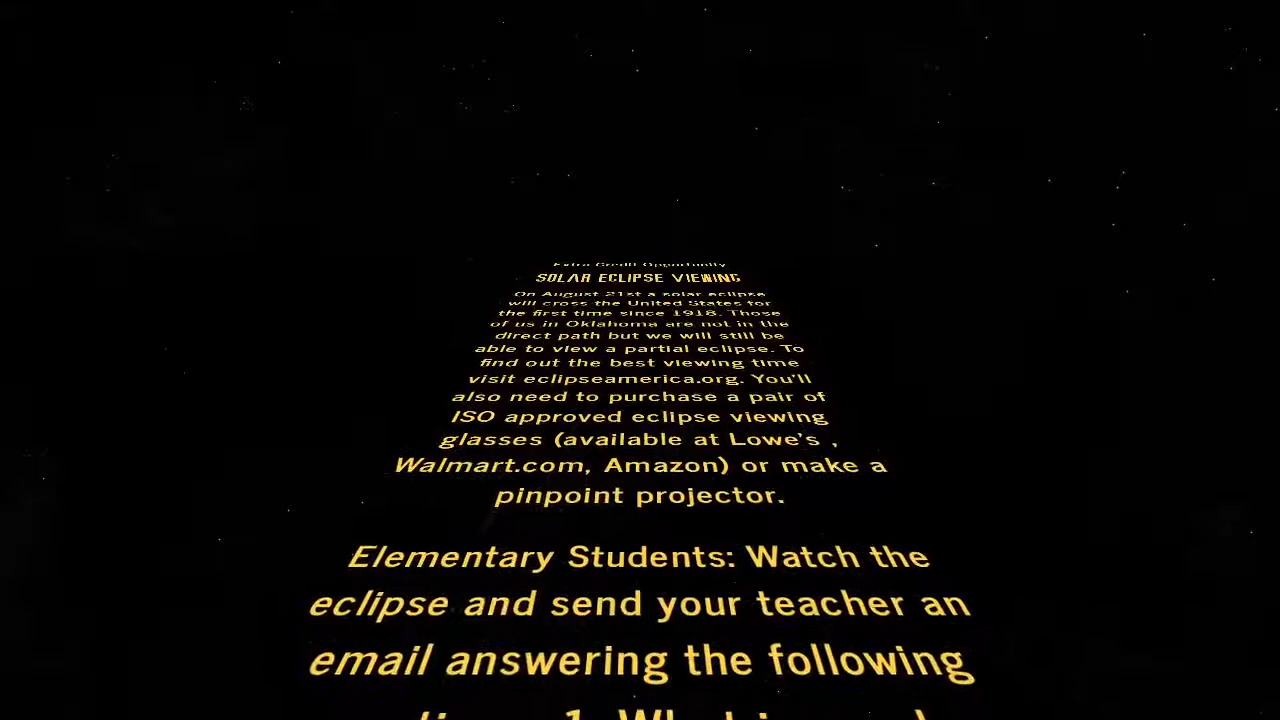 Extra Credit Opportunity
SOLAR ECLIPSE VIEWING
On August 21st a solar eclipse
will cross the United States for
the first time since 1918. Those
of us in Oklahoma are not in the
direct path but we will still be
able to view a partial eclipse. To
find out the best viewing time
visit eclipseamerica.org. You'll
also need to purchase a pair of
ISO approved eclipse viewing
glasses (available at Lowe's ,
Walmart.com, Amazon) or make a
pinpoint projector.
Elementary Students: Watch the
eclipse and send your teacher an
email answering the following